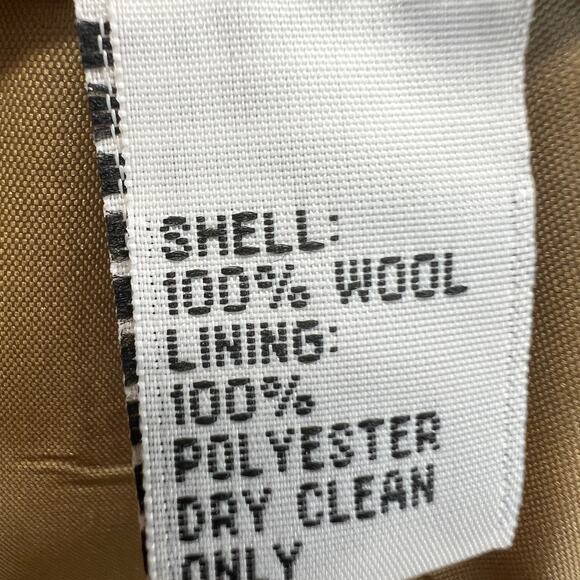 SHELL:
100% WOOL
LINING:
100%
POLYESTER
DRY CLEAN
ONLY